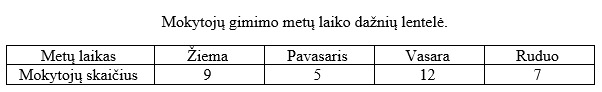 Mokytojų gimimo metų laiko dažnių lentelė.
Metų laikas Žiema Pavasaris Vasara Ruduo
Mokytojų skaičius 9 5 12 7